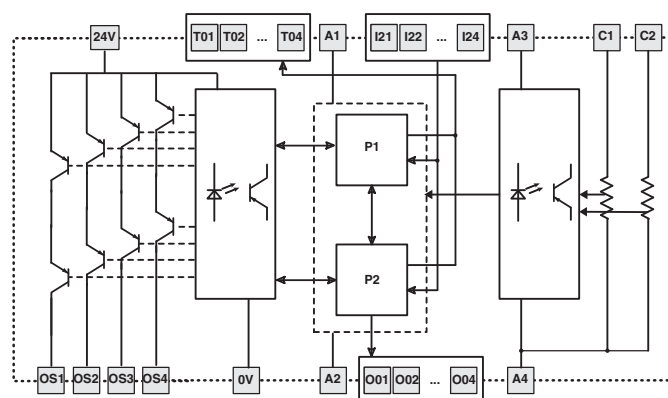 24V T01 T02 ... T04 A1 I21 I22 ... I24 A3 C1 C2
P1
P2
OS1 OS2 OS3 OS4 0V A2 O01 O02 ... O04 A4